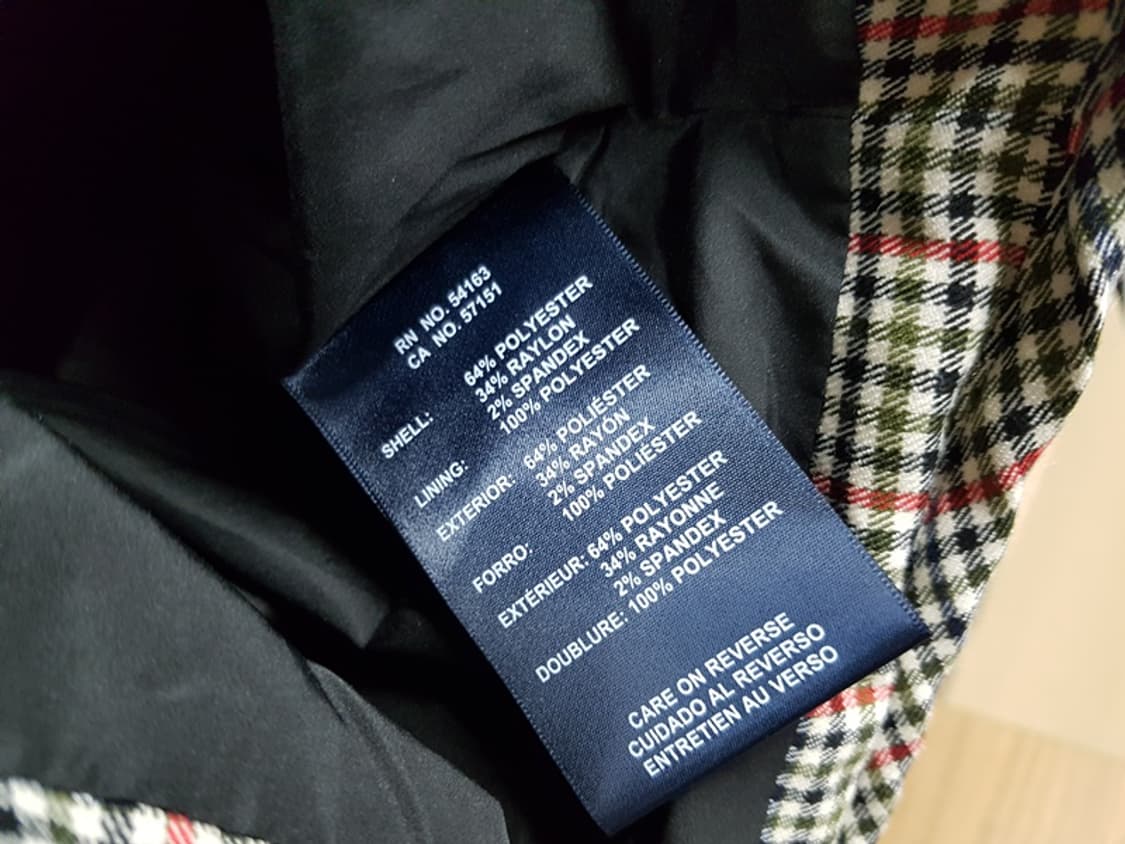 RN NO. 54163
CA NO. 57151
SHELL: 64% POLYESTER
34% RAYLON
2% SPANDEX
LINING: 100% POLYESTER
EXTERIOR: 64% POLIÉSTER
34% RAYÓN
2% SPANDEX
FORRO: 100% POLIÉSTER
EXTÉRIEUR: 64% POLYESTER
34% RAYONNE
2% SPANDEX
DOUBLURE: 100% POLYESTER
CARE ON REVERSE
CUIDADO AL REVERSO
ENTRETIEN AU VERSO